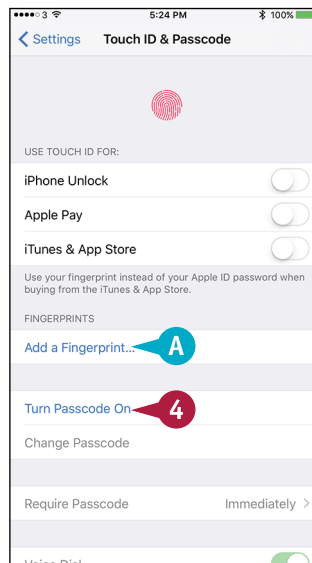 3 5:24 PM 100%
Settings Touch ID & Passcode
USE TOUCH ID FOR:
iPhone Unlock
Apple Pay
iTunes & App Store
Use your fingerprint instead of your Apple ID password when
buying from the iTunes & App Store.
FINGERPRINTS
Add a Fingerprint... A
Turn Passcode On 4
Change Passcode
Require Passcode Immediately
Voice Dial